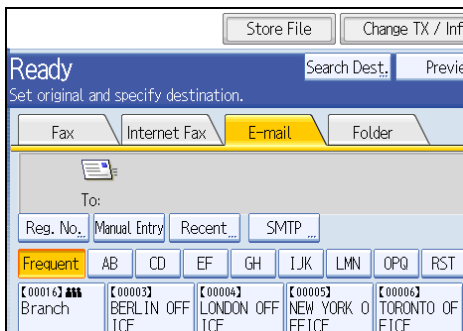 Store File
Change TX / Inf
Ready
Search Dest.
Previe
Set original and specify destination.
Fax
Internet Fax
E-mail
Folder
To:
Reg. No.
Manual Entry
Recent
SMTP
Frequent
AB
CD
EF
GH
IJK
LMN
OPQ
RST
【00016】
Branch
【00003】
BERLIN OFF
ICE
【00004】
LONDON OFF
ICE
【00005】
NEW YORK O
FFICE
【00006】
TORONTO OF
FICE